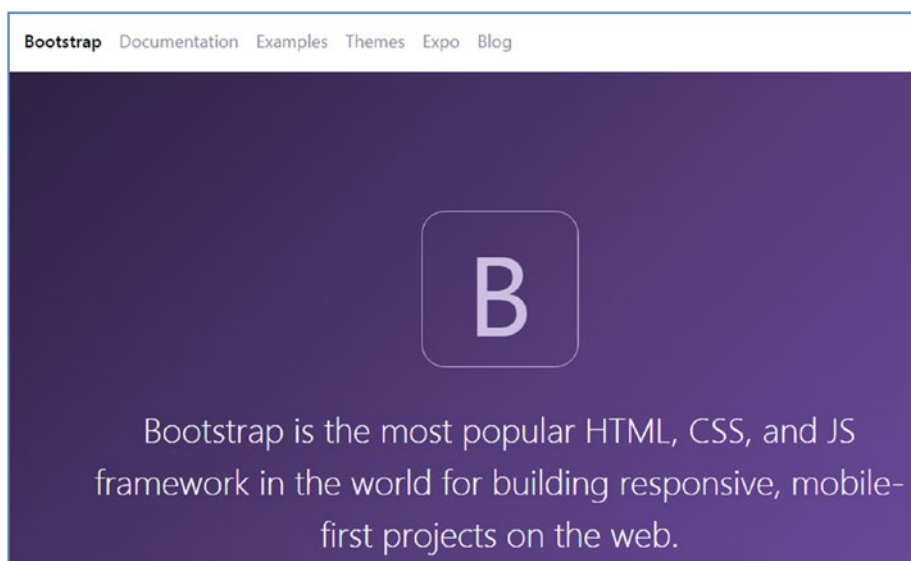 Bootstrap Documentation Examples Themes Expo Blog
B
Bootstrap is the most popular HTML, CSS, and JS
framework in the world for building responsive, mobile-
first projects on the web.